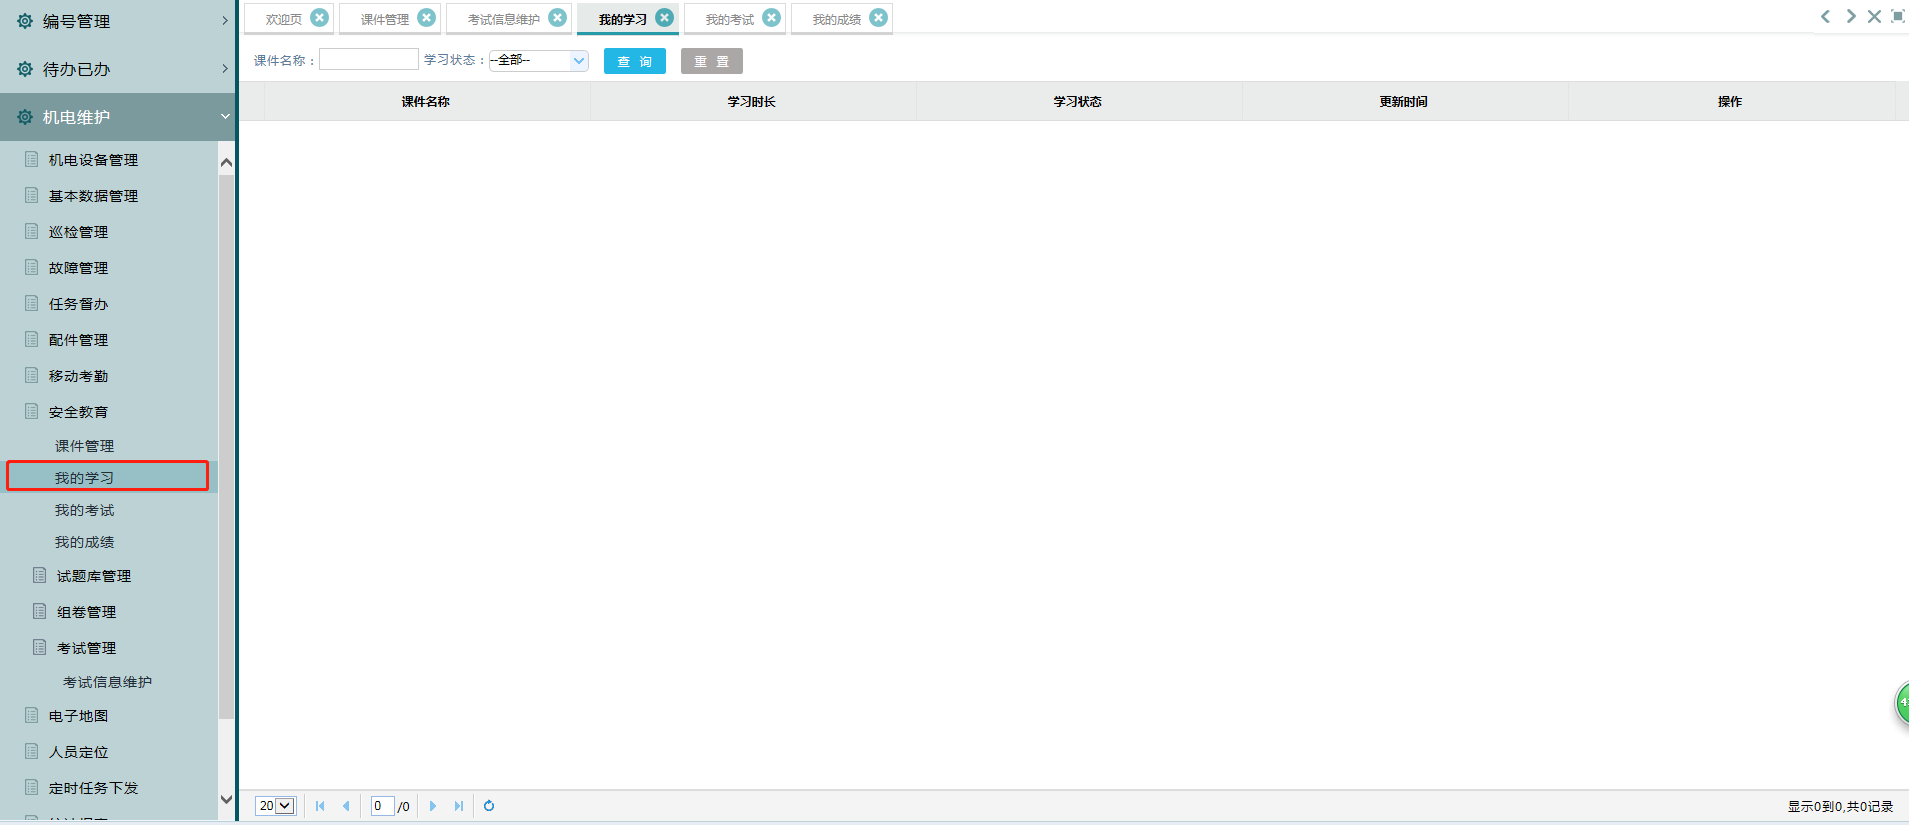 编号管理
待办已办
机电维护
机电设备管理
基本数据管理
巡检管理
故障管理
任务督办
配件管理
移动考勤
安全教育
课件管理
我的学习
我的考试
我的成绩
试题库管理
组卷管理
考试管理
考试信息维护
电子地图
人员定位
定时任务下发
欢迎页 课件管理 考试信息维护 我的学习 我的考试 我的成绩
课件名称： 学习状态： --全部-- 查 询 重 置
课件名称 学习时长 学习状态 更新时间 操作
20 0 /0 显示0到0,共0记录